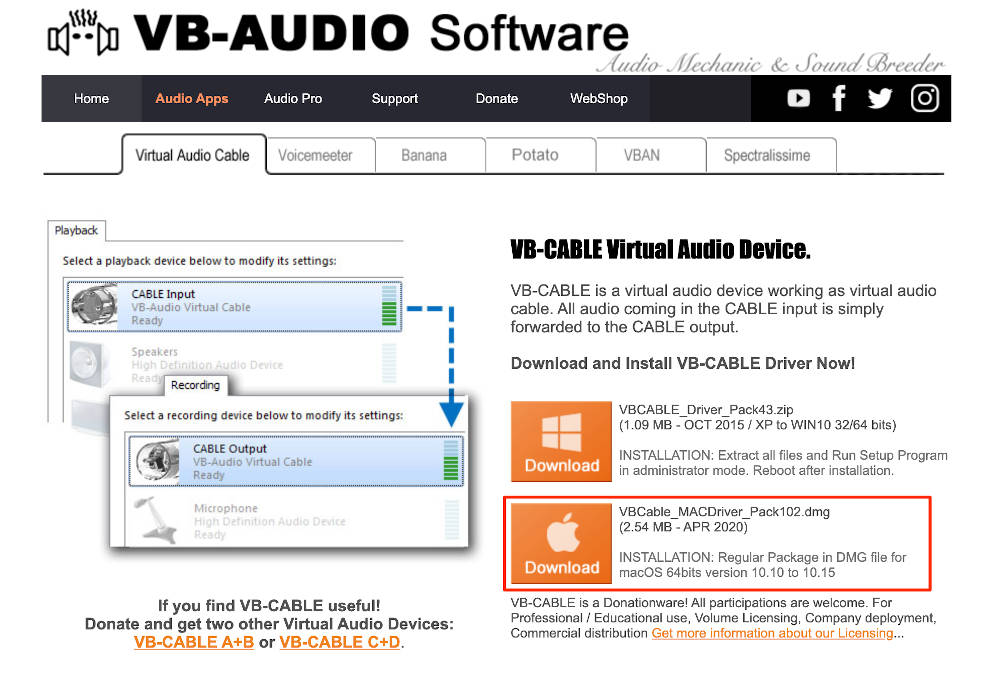 VB-AUDIO Software
Audio Mechanic & Sound Breeder
Home Audio Apps Audio Pro Support Donate WebShop
Virtual Audio Cable Voicemeeter Banana Potato VBAN Spectralissime
Playback
Select a playback device below to modify its settings:
CABLE Input
VB-Audio Virtual Cable
Ready
Speakers
High Definition Audio Device
Ready
Recording
Select a recording device below to modify its settings:
CABLE Output
VB-Audio Virtual Cable
Ready
Microphone
High Definition Audio Device
Ready
If you find VB-CABLE useful!
Donate and get two other Virtual Audio Devices:
VB-CABLE A+B or VB-CABLE C+D.
VB-CABLE Virtual Audio Device.
VB-CABLE is a virtual audio device working as virtual audio
cable. All audio coming in the CABLE input is simply
forwarded to the CABLE output.
Download and Install VB-CABLE Driver Now!
Download
VBCABLE_Driver_Pack43.zip
(1.09 MB - OCT 2015 / XP to WIN10 32/64 bits)
INSTALLATION: Extract all files and Run Setup Program
in administrator mode. Reboot after installation.
Download
VBCable_MACDriver_Pack102.dmg
(2.54 MB - APR 2020)
INSTALLATION: Regular Package in DMG file for
macOS 64bits version 10.10 to 10.15
VB-CABLE is a Donationware! All participations are welcome. For
Professional / Educational use, Volume Licensing, Company deployment,
Commercial distribution Get more information about our Licensing...